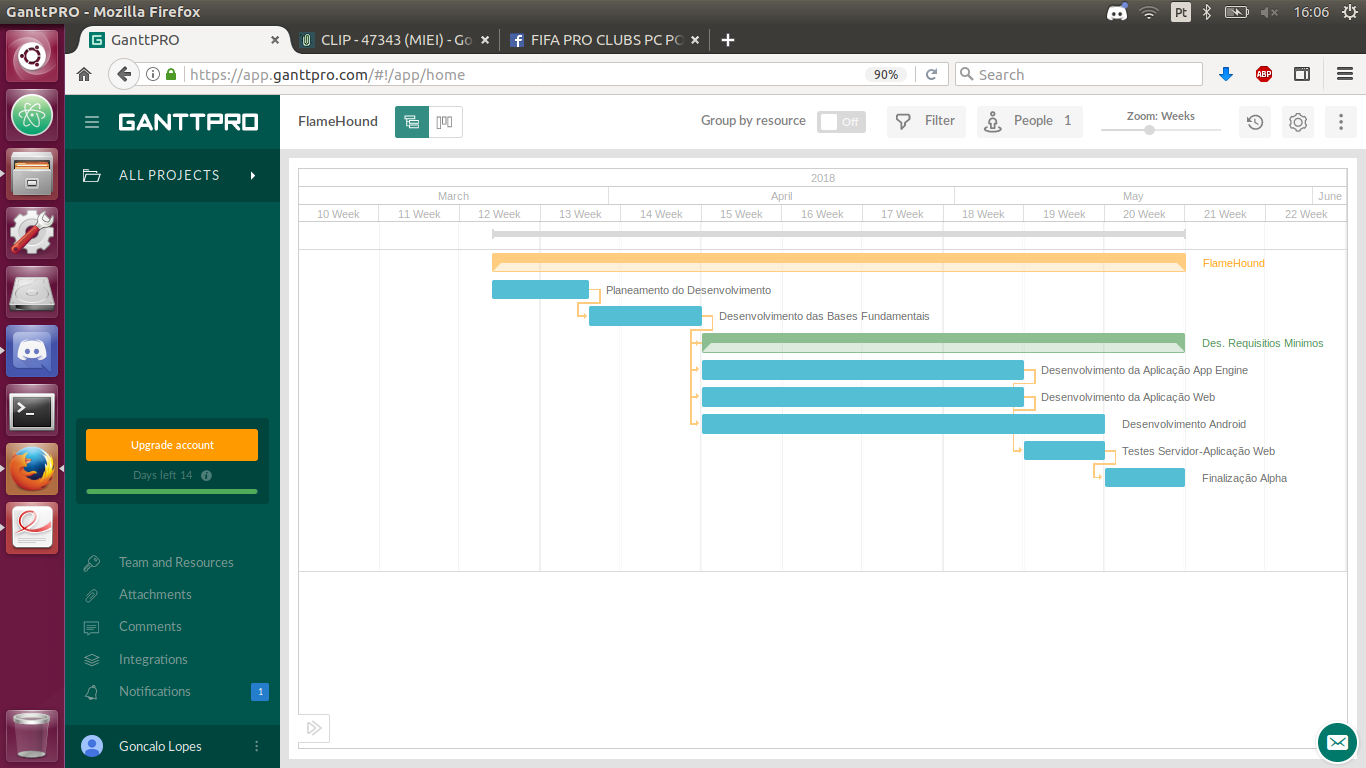 GanttPRO - Mozilla Firefox
Pt
16:06
GanttPRO
CLIP - 47343 (MIEI) - Go
FIFA PRO CLUBS PC PO
https://app.ganttpro.com/#!/app/home
90%
Search
ABP
GANTTPRO
FlameHound
Group by resource
Off
Filter
People 1
Zoom: Weeks
ALL PROJECTS
2018
March
April
May
June
10 Week
11 Week
12 Week
13 Week
14 Week
15 Week
16 Week
17 Week
18 Week
19 Week
20 Week
21 Week
22 Week
FlameHound
Planeamento do Desenvolvimento
Desenvolvimento das Bases Fundamentais
Des. Requisitios Minimos
Desenvolvimento da Aplicação App Engine
Desenvolvimento da Aplicação Web
Desenvolvimento Android
Testes Servidor-Aplicação Web
Finalização Alpha
Upgrade account
Days left 14
Team and Resources
Attachments
Comments
Integrations
Notifications
1
Goncalo Lopes